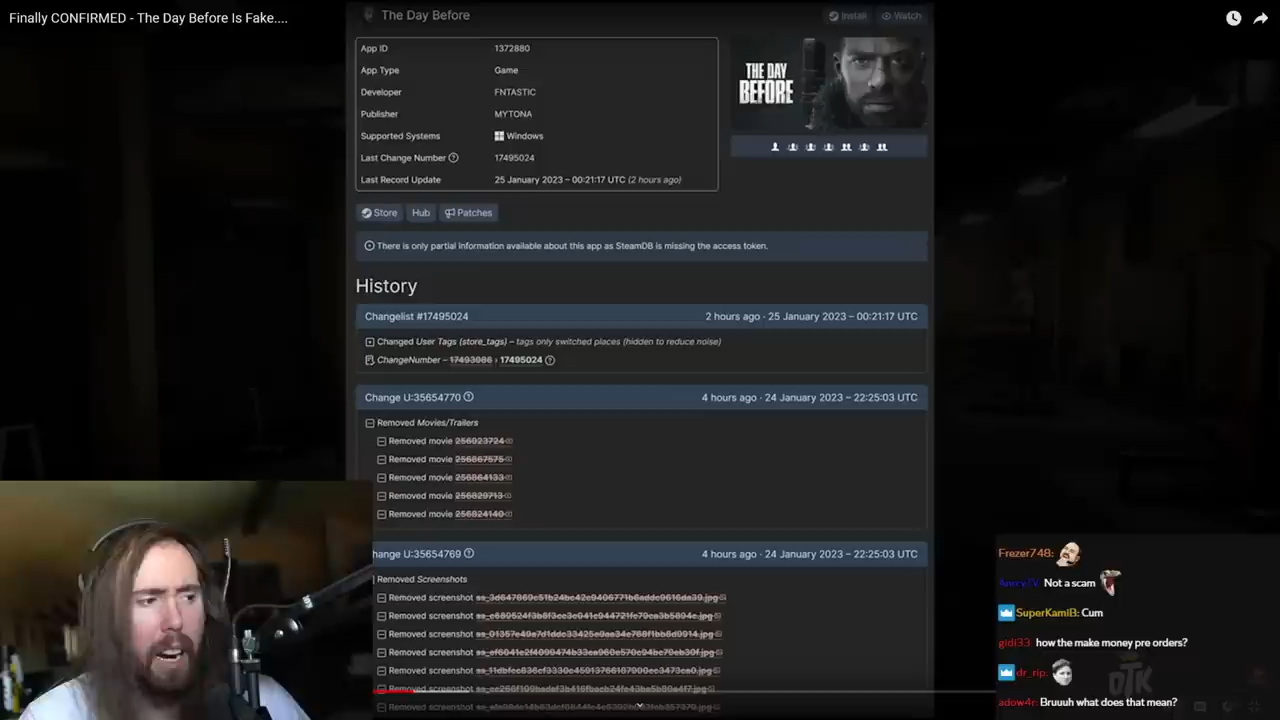 Finally CONFIRMED - The Day Before Is Fake....
The Day Before
Install
Watch
App ID 1372880
App Type Game
Developer FNTASTIC
Publisher MYTONA
Supported Systems Windows
Last Change Number 17495024
Last Record Update 25 January 2023 – 00:21:17 UTC (2 hours ago)
THE DAY
BEFORE
Store Hub Patches
There is only partial information available about this app as SteamDB is missing the access token.
History
Changelist #17495024 2 hours ago · 25 January 2023 – 00:21:17 UTC
Changed User Tags (store_tags) – tags only switched places (hidden to reduce noise)
ChangeNumber – 17493086 › 17495024
Change U:35654770 4 hours ago · 24 January 2023 – 22:25:03 UTC
Removed Movies/Trailers
Removed movie 256923724
Removed movie 256867575
Removed movie 256864133
Removed movie 256829713
Removed movie 256824140
hange U:35654769 4 hours ago · 24 January 2023 – 22:25:03 UTC
Removed Screenshots
Removed screenshot
Removed screenshot
Removed screenshot
Removed screenshot
Removed screenshot
Removed screenshot
Removed screenshot
Frezer748:
Not a scam
SuperKamiB: Cum
gidi33 how the make money pre orders?
dr_rip:
adow4r: Bruuuh what does that mean?